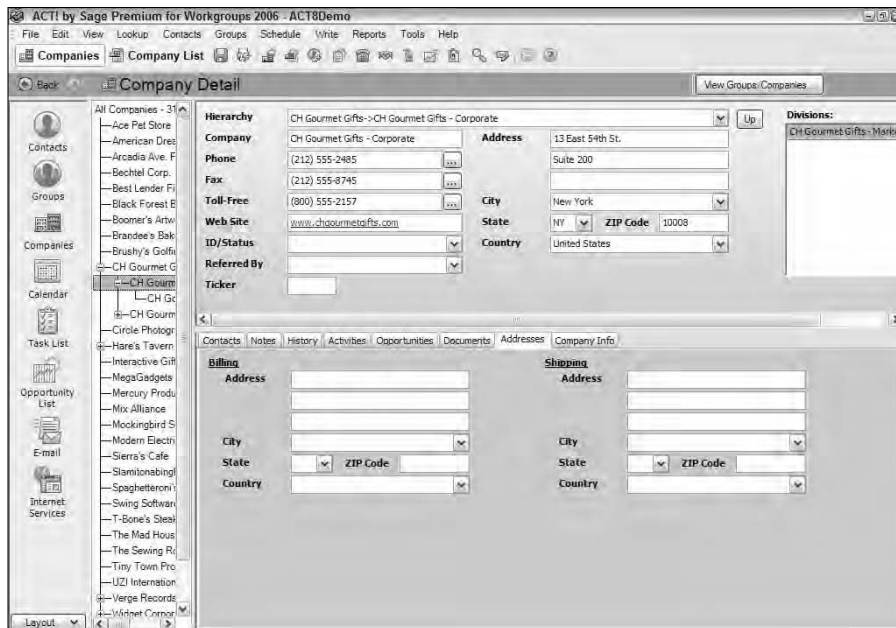 ACT! by Sage Premium for Workgroups 2006 - ACT8Demo
File Edit View Lookup Contacts Groups Schedule Write Reports Tools Help
Companies Company List
Back Company Detail View Groups/Companies
Contacts
Groups
Companies
Calendar
Task List
Opportunity
List
E-mail
Internet
Services
Layout
All Companies - 31
Ace Pet Store
American Drea
Arcadia Ave. F
Bechtel Corp.
Best Lender Fi
Black Forest B
Boomer's Artw
Brandee's Bak
Brushy's Golfi
CH Gourmet G
CH Gourm
CH Go
CH Gourm
Circle Photogr
Hare's Tavern
Interactive Gift
MegaGadgets
Mercury Produ
Mix Alliance
Mockingbird S
Modern Electri
Sierra's Cafe
Slamitonabingl
Spaghetteroni's
Swing Softwar
T-Bone's Steak
The Mad Hous
The Sewing Ro
Tiny Town Pro
UZI Internation
Verge Records
Widget Corpor
Hierarchy CH Gourmet Gifts->CH Gourmet Gifts - Corporate Up
Company CH Gourmet Gifts - Corporate
Phone (212) 555-2485
Fax (212) 555-8745
Toll-Free (800) 555-2157
Web Site www.chgourmetgifts.com
ID/Status
Referred By
Ticker
Address 13 East 54th St.
Suite 200
City New York
State NY ZIP Code 10008
Country United States
Divisions:
CH Gourmet Gifts - Marke
Contacts Notes History Activities Opportunities Documents Addresses Company Info
Billing
Address
City
State ZIP Code
Country
Shipping
Address
City
State ZIP Code
Country